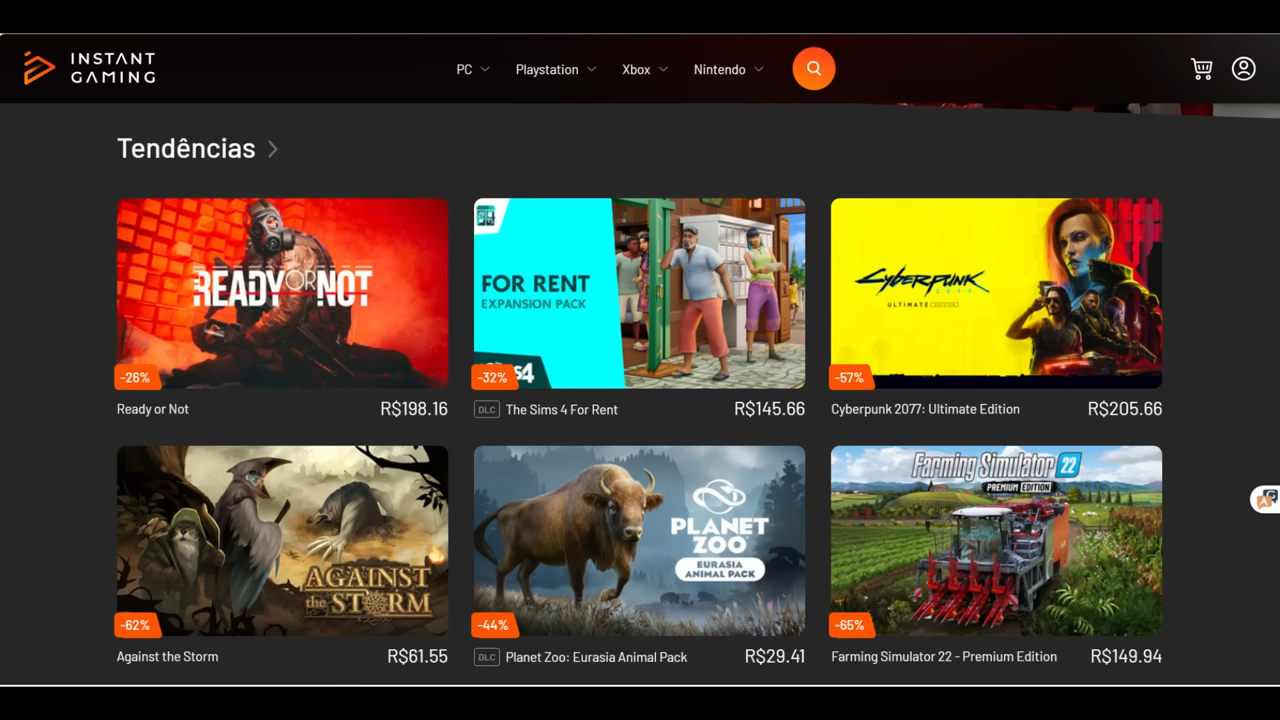 INSTANT
GAMING
PC
Playstation
Xbox
Nintendo
Tendências
READY OR NOT
-26%
Ready or Not
R$198.16
FOR RENT
EXPANSION PACK
-32%
DLC
The Sims 4 For Rent
R$145.66
Cyberpunk
2077
ULTIMATE EDITION
-57%
Cyberpunk 2077: Ultimate Edition
R$205.66
AGAINST
the STORM
-62%
Against the Storm
R$61.55
PLANET
ZOO
EURASIA
ANIMAL PACK
-44%
DLC
Planet Zoo: Eurasia Animal Pack
R$29.41
Farming Simulator 22
PREMIUM EDITION
-65%
Farming Simulator 22 - Premium Edition
R$149.94